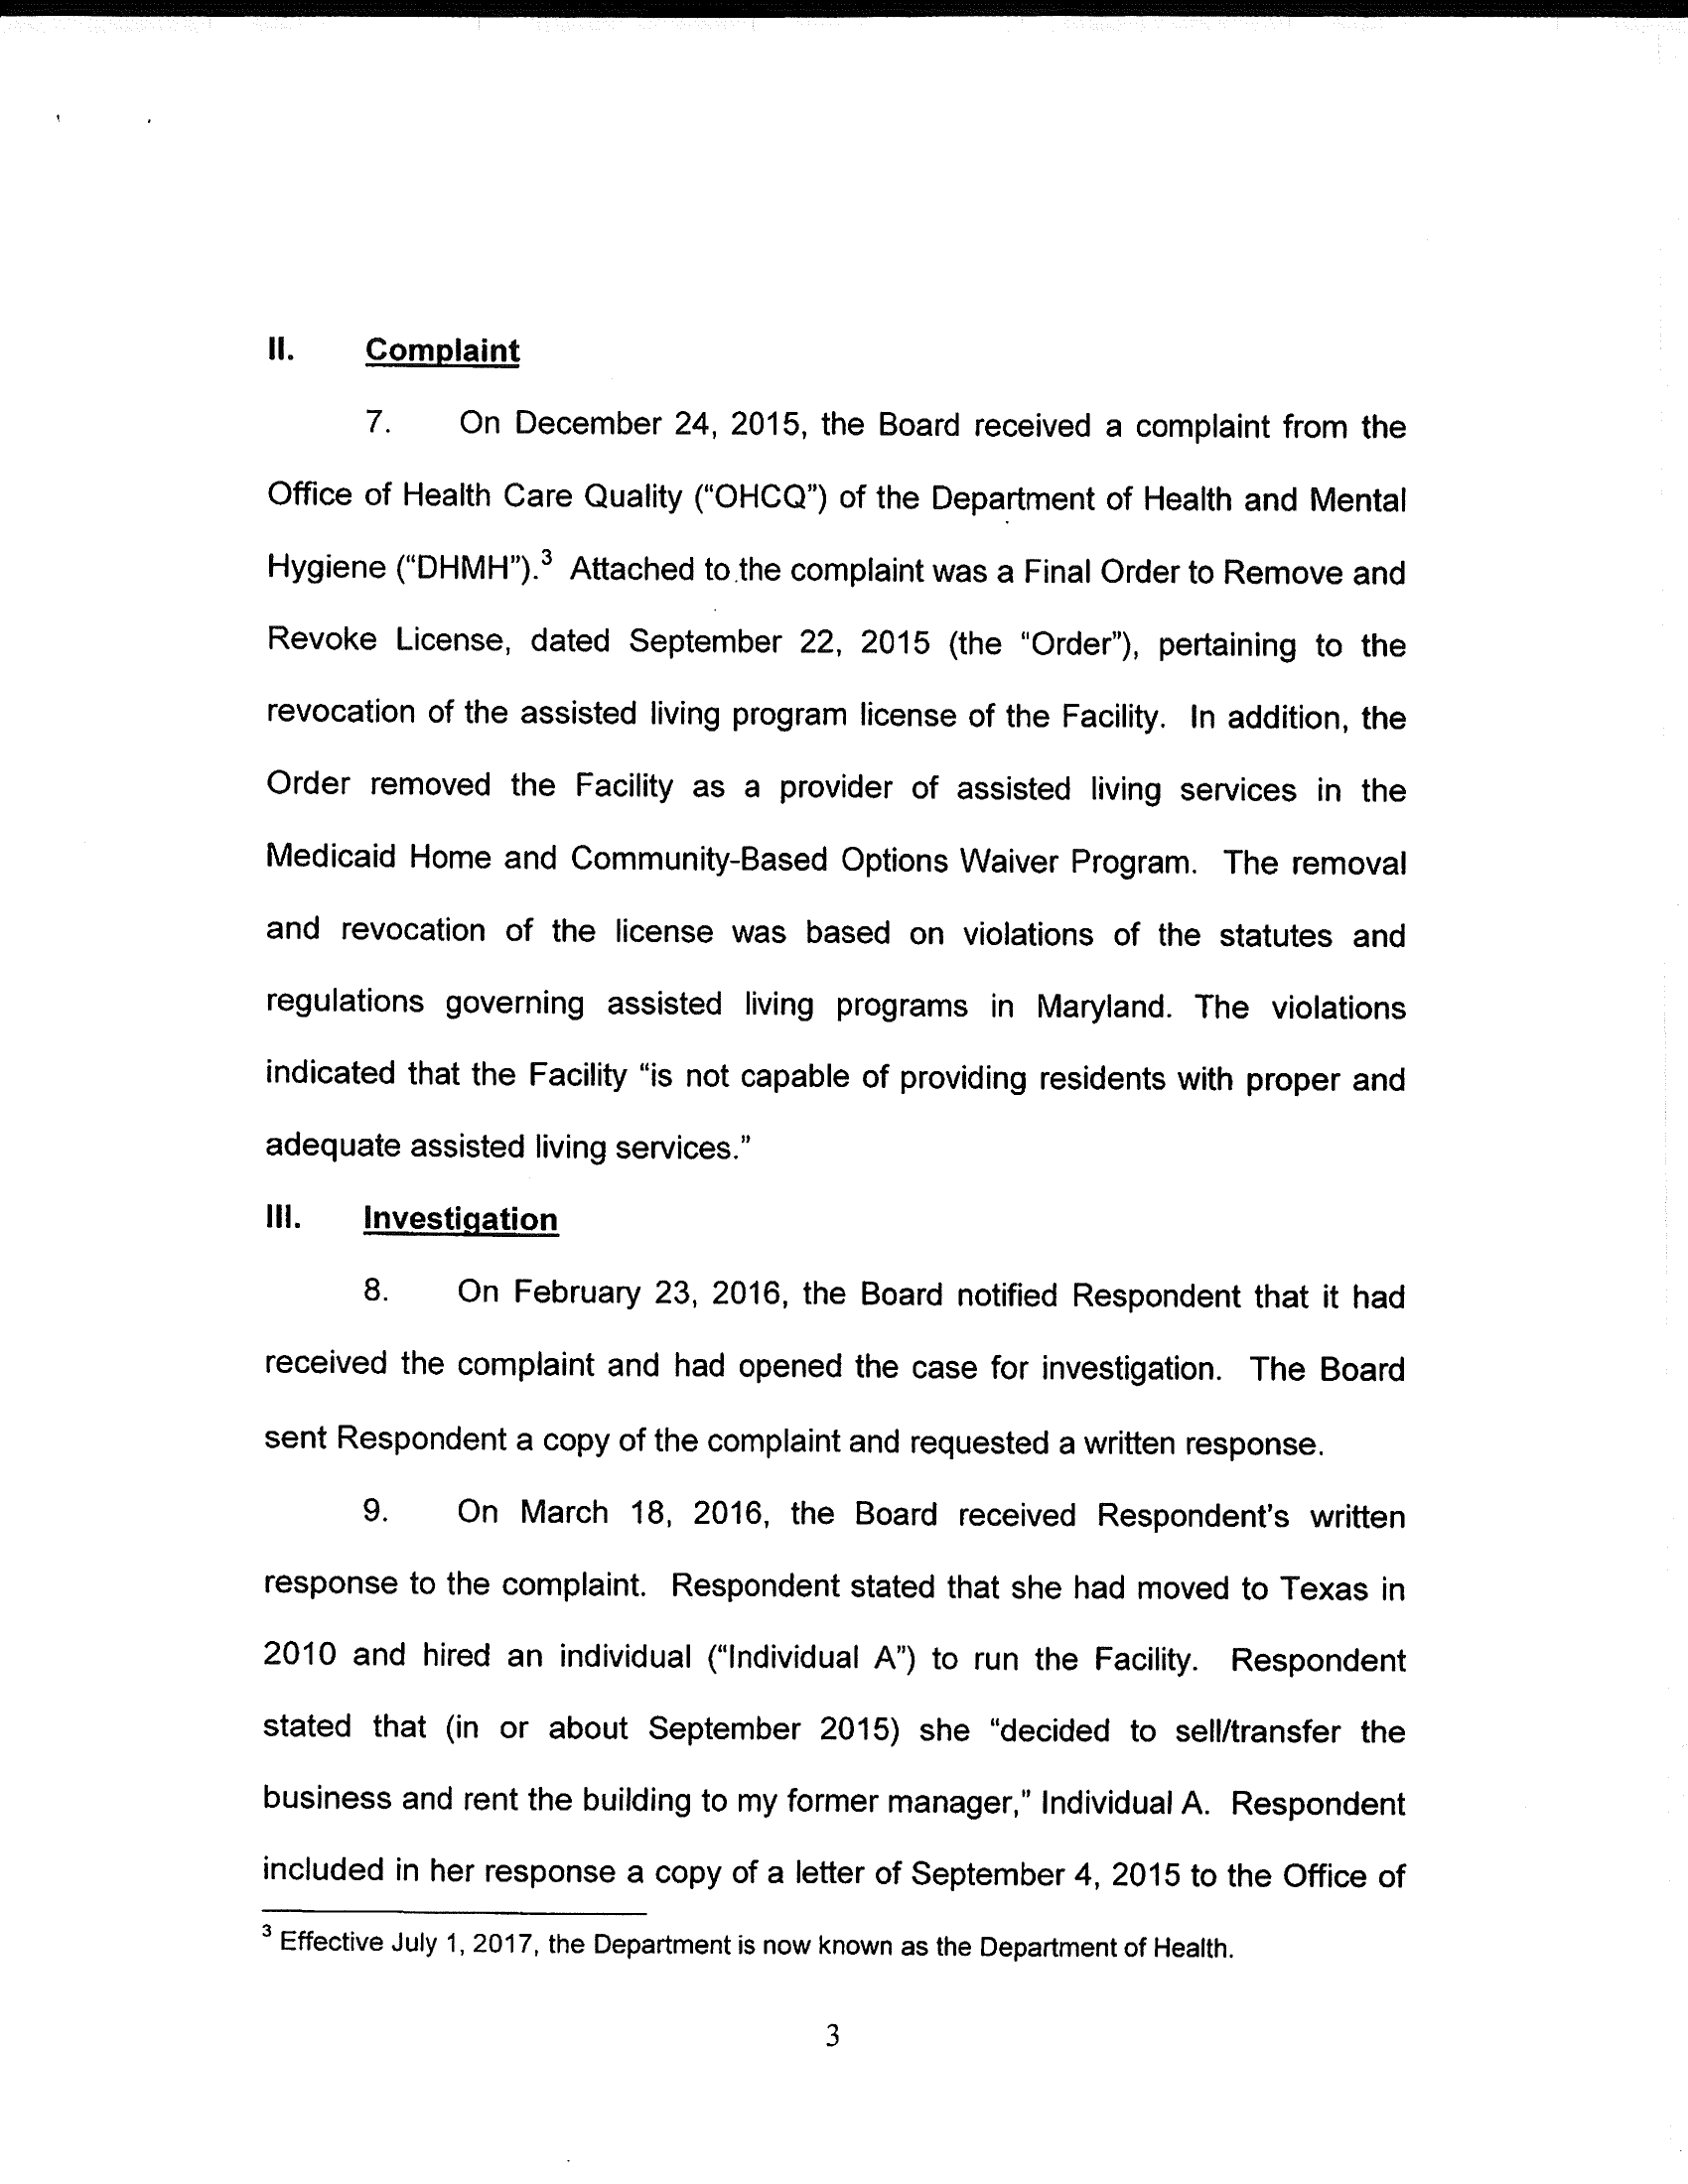 II. Complaint
7. On December 24, 2015, the Board received a complaint from the
Office of Health Care Quality (“OHCQ”) of the Department of Health and Mental
Hygiene (“DHMH”).³ Attached to the complaint was a Final Order to Remove and
Revoke License, dated September 22, 2015 (the “Order”), pertaining to the
revocation of the assisted living program license of the Facility. In addition, the
Order removed the Facility as a provider of assisted living services in the
Medicaid Home and Community-Based Options Waiver Program. The removal
and revocation of the license was based on violations of the statutes and
regulations governing assisted living programs in Maryland. The violations
indicated that the Facility “is not capable of providing residents with proper and
adequate assisted living services.”
III. Investigation
8. On February 23, 2016, the Board notified Respondent that it had
received the complaint and had opened the case for investigation. The Board
sent Respondent a copy of the complaint and requested a written response.
9. On March 18, 2016, the Board received Respondent's written
response to the complaint. Respondent stated that she had moved to Texas in
2010 and hired an individual (“Individual A”) to run the Facility. Respondent
stated that (in or about September 2015) she “decided to sell/transfer the
business and rent the building to my former manager,” Individual A. Respondent
included in her response a copy of a letter of September 4, 2015 to the Office of
³ Effective July 1, 2017, the Department is now known as the Department of Health.
3